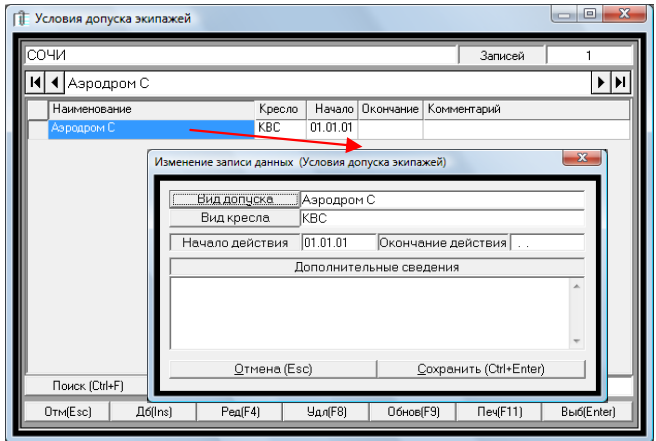 Условия допуска экипажей
СОЧИ Записей 1
Аэродром С
Наименование Кресло Начало Окончание Комментарий
Аэродром С КВС 01.01.01
Изменение записи данных (Условия допуска экипажей)
Вид допуска Аэродром С
Вид кресла КВС
Начало действия 01.01.01 Окончание действия . .
Дополнительные сведения
Отмена (Esc) Сохранить (Ctrl+Enter)
Поиск (Ctrl+F)
Отм(Esc) Дб(Ins) Ред(F4) Удл(F8) Обнов(F9) Печ(F11) Выб(Enter)